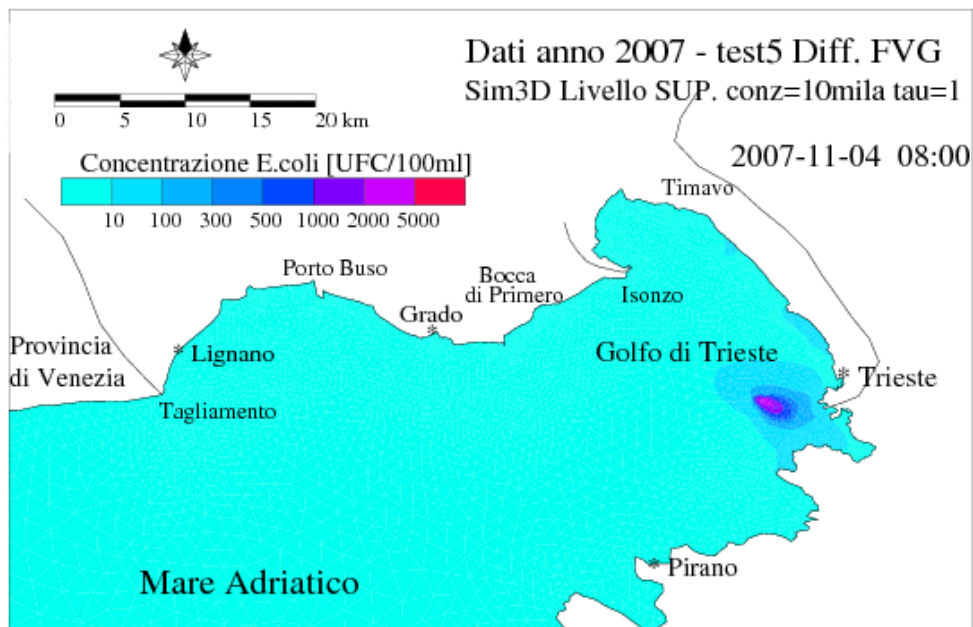 Dati anno 2007 - test5 Diff. FVG
Sim3D Livello SUP. conz=10mila tau=1
0 5 10 15 20 km
2007-11-04 08:00
Concentrazione E.coli [UFC/100ml]
10 100 300 500 1000 2000 5000
Timavo
Porto Buso
Bocca
di Primero
Isonzo
Grado
Provincia
di Venezia
* Lignano
Golfo di Trieste
* Trieste
Tagliamento
* Pirano
Mare Adriatico